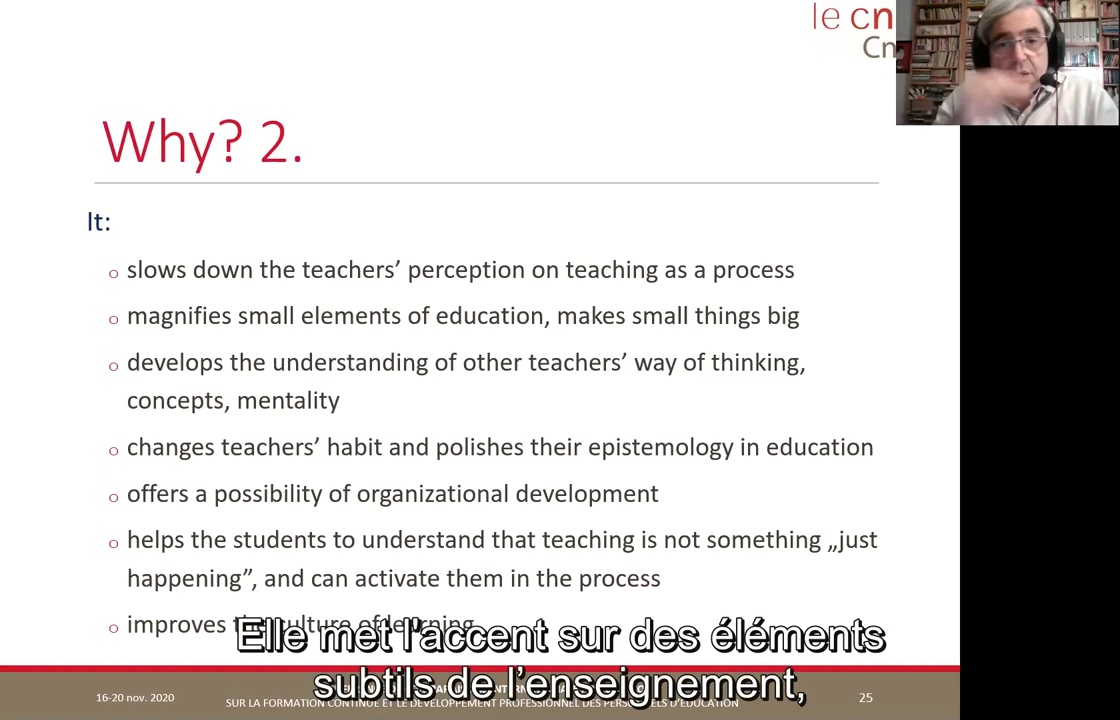 le cn
Cn
Why? 2.
It:
o slows down the teachers’ perception on teaching as a process
o magnifies small elements of education, makes small things big
o develops the understanding of other teachers’ way of thinking,
concepts, mentality
o changes teachers’ habit and polishes their epistemology in education
o offers a possibility of organizational development
o helps the students to understand that teaching is not something „just
happening”, and can activate them in the process
o improves the culture of learning
Elle met l'accent sur des éléments
subtils de l’enseignement,
16-20 nov. 2020
SUR LA FORMATION CONTINUE ET LE DÉVELOPPEMENT PROFESSIONNEL DES PERSONNELS D'ÉDUCATION
25